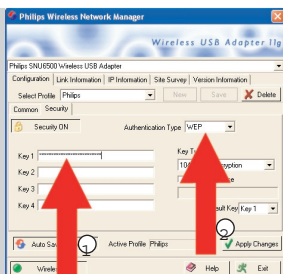 Philips Wireless Network Manager
Wireless USB Adapter 11g
Philips SNU6500 Wireless USB Adapter
Configuration Link Information IP Information Site Survey Version Information
Select Profile Philips New Save Delete
Common Security
Security ON Authentication Type WEP
Key 1
Key 2
Key 3
Key 4
Key 1
Auto 1 Active Profile Philips 2 Apply Changes
Help Exit